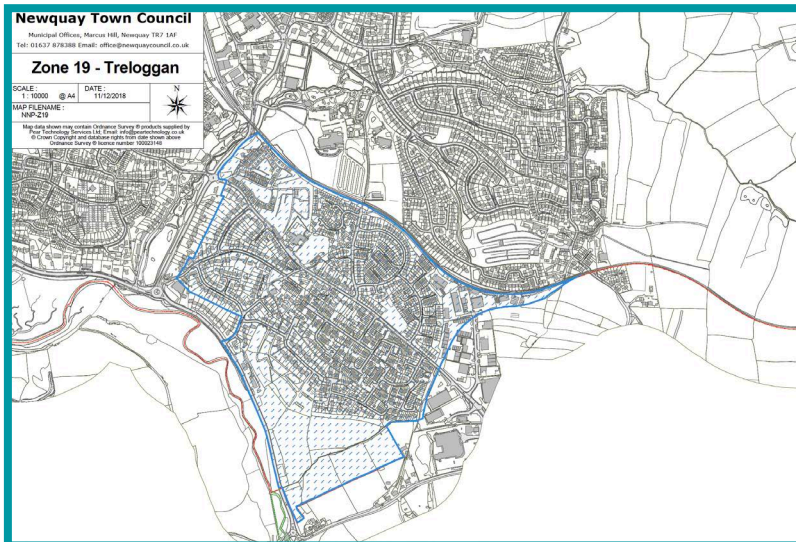 Newquay Town Council
Municipal Offices, Marcus Hill, Newquay TR7 1AF
Tel: 01637 878388 Email: office@newquaycouncil.co.uk
Zone 19 - Treloggan
SCALE :
1 : 10000 @ A4
DATE :
11/12/2018
N
MAP FILENAME :
NNP-Z19
Map data shown may contain Ordnance Survey ® products supplied by
Pear Technology Services Ltd; Email: info@peartechnology.co.uk
© Crown Copyright and database rights from date shown above
Ordnance Survey ® licence number 100023146